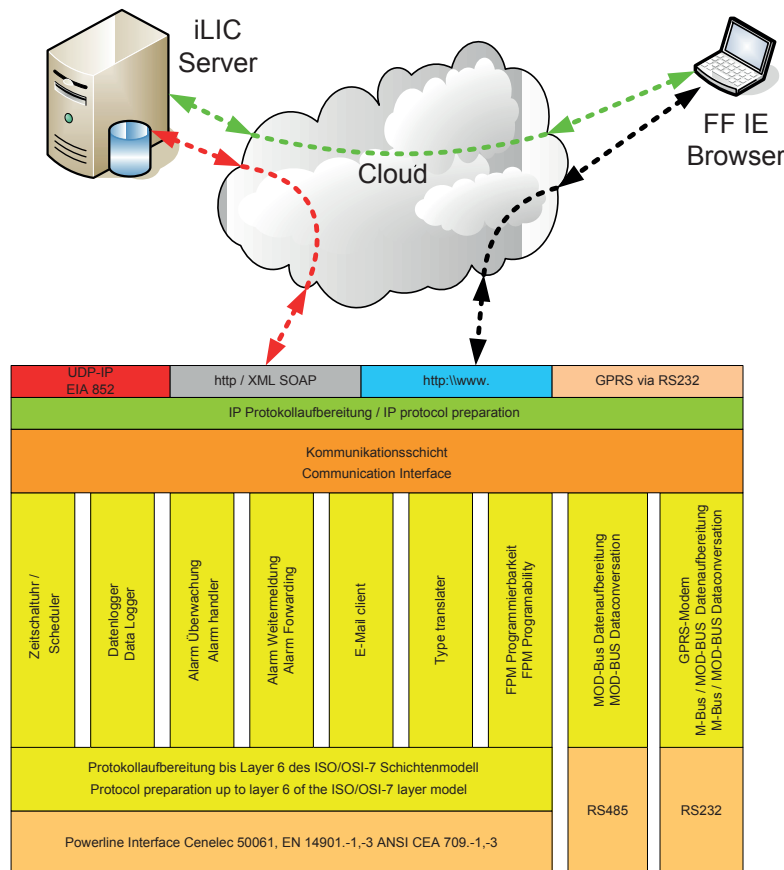 iLIC
Server
FF IE
Browser
Cloud
UDP-IP
EIA 852
http / XML SOAP
http:\\www.
GPRS via RS232
IP Protokollaufbereitung / IP protocol preparation
Kommunikationsschicht
Communication Interface
Zeitschaltuhr /
Scheduler
Datenlogger
Data Logger
Alarm Überwachung
Alarm handler
Alarm Weitermeldung
Alarm Forwarding
E-Mail client
Type translater
FPM Programmierbarkeit
FPM Programability
MOD-Bus Datenaufbereitung
MOD-BUS Dataconversation
GPRS-Modem
M-Bus / MOD-BUS Datenaufbereitung
M-Bus / MOD-BUS Dataconversation
Protokollaufbereitung bis Layer 6 des ISO/OSI-7 Schichtenmodell
Protocol preparation up to layer 6 of the ISO/OSI-7 layer model
RS485
RS232
Powerline Interface Cenelec 50061, EN 14901.-1,-3 ANSI CEA 709.-1,-3